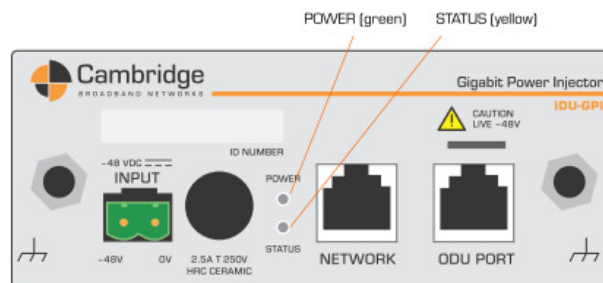 POWER (green)
STATUS (yellow)
Cambridge
BROADBAND NETWORKS
Gigabit Power Injector
IDU-GPI
CAUTION
LIVE -48V
ID NUMBER
-48 VDC
INPUT
POWER
STATUS
-48V
0V
2.5A T 250V
HRC CERAMIC
NETWORK
ODU PORT